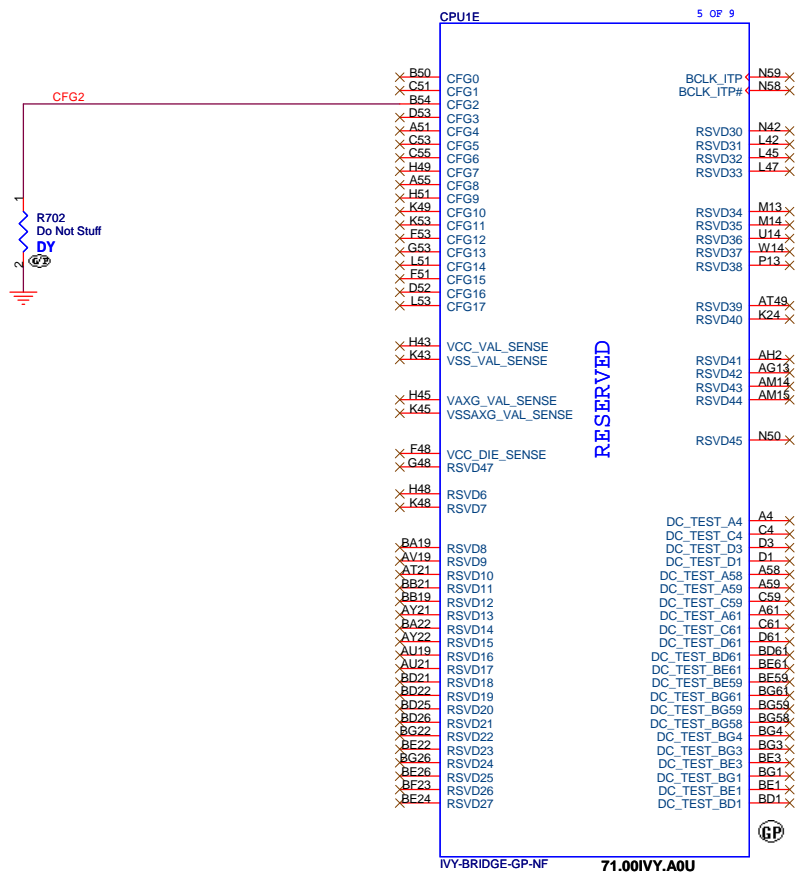 CPU1E 5 OF 9
CFG2
1
R702
Do Not Stuff
DY
G/P
2
B50 CFG0
C51 CFG1
B54 CFG2
D53 CFG3
A51 CFG4
C53 CFG5
C55 CFG6
H49 CFG7
A55 CFG8
H51 CFG9
K49 CFG10
K53 CFG11
F53 CFG12
G53 CFG13
L51 CFG14
F51 CFG15
D52 CFG16
L53 CFG17
H43 VCC_VAL_SENSE
K43 VSS_VAL_SENSE
H45 VAXG_VAL_SENSE
K45 VSSAXG_VAL_SENSE
F48 VCC_DIE_SENSE
G48 RSVD47
H48 RSVD6
K48 RSVD7
BA19 RSVD8
AV19 RSVD9
AT21 RSVD10
BB21 RSVD11
BB19 RSVD12
AY21 RSVD13
BA22 RSVD14
AY22 RSVD15
AU19 RSVD16
AU21 RSVD17
BD21 RSVD18
BD22 RSVD19
BD25 RSVD20
BD26 RSVD21
BG22 RSVD22
BE22 RSVD23
BG26 RSVD24
BE26 RSVD25
BF23 RSVD26
BE24 RSVD27
RESERVED
BCLK_ITP N59
BCLK_ITP# N58
RSVD30 N42
RSVD31 L42
RSVD32 L45
RSVD33 L47
RSVD34 M13
RSVD35 M14
RSVD36 U14
RSVD37 W14
RSVD38 P13
RSVD39 AT49
RSVD40 K24
RSVD41 AH2
RSVD42 AG13
RSVD43 AM14
RSVD44 AM15
RSVD45 N50
DC_TEST_A4 A4
DC_TEST_C4 C4
DC_TEST_D3 D3
DC_TEST_D1 D1
DC_TEST_A58 A58
DC_TEST_A59 A59
DC_TEST_C59 C59
DC_TEST_A61 A61
DC_TEST_C61 C61
DC_TEST_D61 D61
DC_TEST_BD61 BD61
DC_TEST_BE61 BE61
DC_TEST_BE59 BE59
DC_TEST_BG61 BG61
DC_TEST_BG59 BG59
DC_TEST_BG58 BG58
DC_TEST_BG4 BG4
DC_TEST_BG3 BG3
DC_TEST_BE3 BE3
DC_TEST_BG1 BG1
DC_TEST_BE1 BE1
DC_TEST_BD1 BD1
GP
IVY-BRIDGE-GP-NF 71.00IVY.A0U